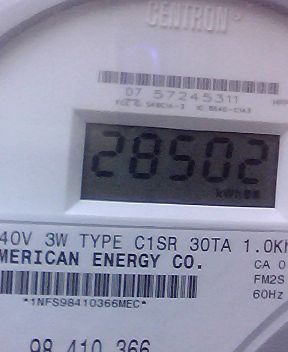 CENTRON®
07 57245311
28502
kWh
40V 3W TYPE C1SR 30TA 1.0Kh
MERICAN ENERGY CO.
CA 0
FM2S
60Hz
*1NFS98410366MEC*
98 410 366